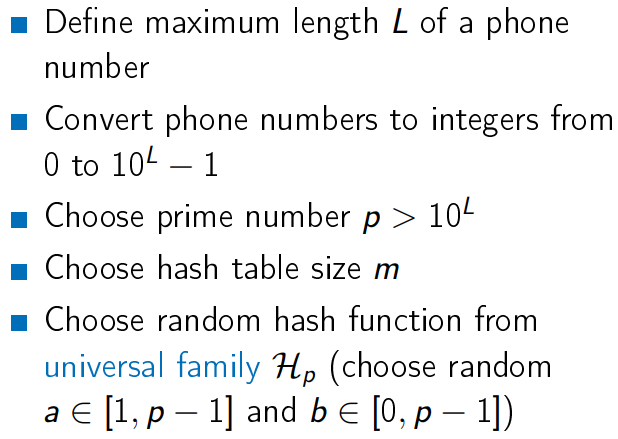 ■ Define maximum length L of a phone
number
■ Convert phone numbers to integers from
0 to 10^L − 1
■ Choose prime number p > 10^L
■ Choose hash table size m
■ Choose random hash function from
universal family ℋₚ (choose random
a ∈ [1, p − 1] and b ∈ [0, p − 1])